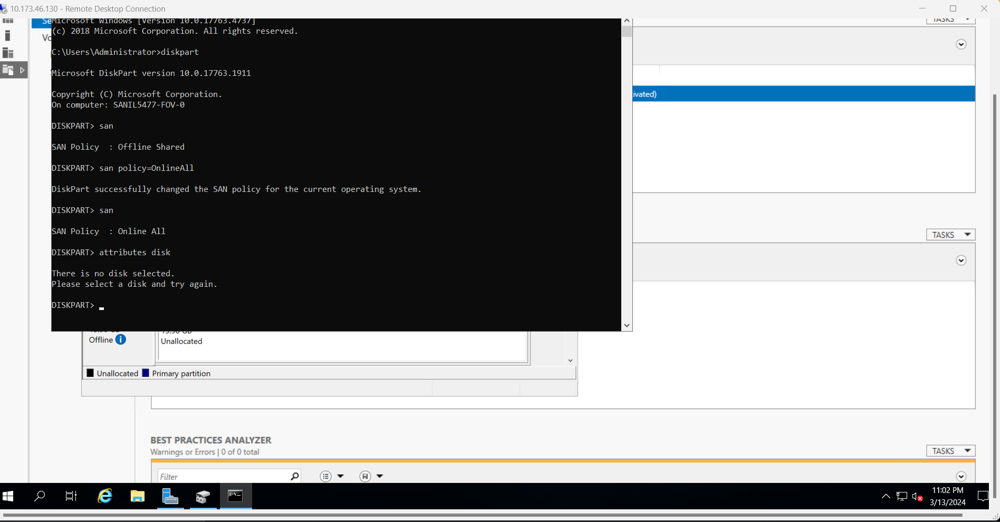 10.173.46.130 - Remote Desktop Connection
Se
Vo
Microsoft Windows [Version 10.0.17763.4737]
(c) 2018 Microsoft Corporation. All rights reserved.
C:\Users\Administrator>diskpart
Microsoft DiskPart version 10.0.17763.1911
Copyright (C) Microsoft Corporation.
On computer: SANIL5477-FOV-0
DISKPART> san
SAN Policy  : Offline Shared
DISKPART> san policy=OnlineAll
DiskPart successfully changed the SAN policy for the current operating system.
DISKPART> san
SAN Policy  : Online All
DISKPART> attributes disk
There is no disk selected.
Please select a disk and try again.
DISKPART>
TASKS
ivated)
TASKS
Offline
Unallocated
Unallocated
Primary partition
BEST PRACTICES ANALYZER
Warnings or Errors | 0 of 0 total
TASKS
Filter
11:02 PM
3/13/2024